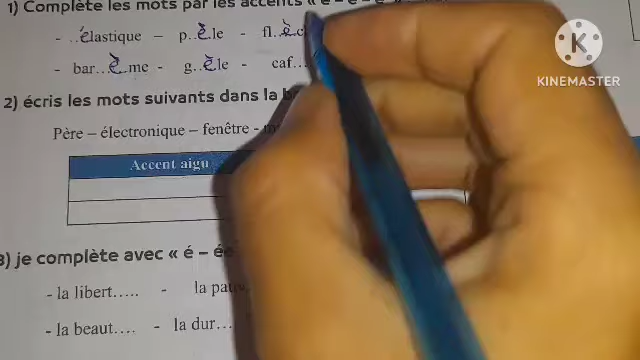 1) Complète les mots par les accents « é – è –
- ..élastique – p..è.le - fl..è.c
- bar..è.me - g..è.le - caf...
KINEMASTER
2) écris les mots suivants dans la
Père – électronique – fenêtre -
Accent aigu
3) je complète avec « é – ée
- la libert..... - la
- la beaut.... - la dur...